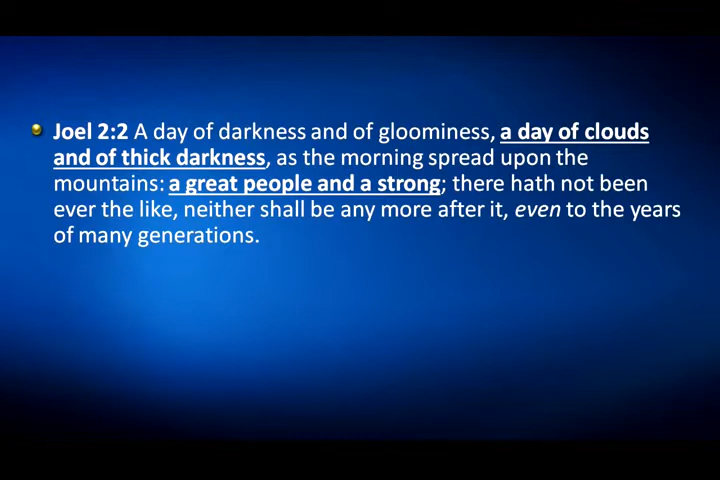 Joel 2:2 A day of darkness and of gloominess, a day of clouds
and of thick darkness, as the morning spread upon the
mountains: a great people and a strong; there hath not been
ever the like, neither shall be any more after it, even to the years
of many generations.